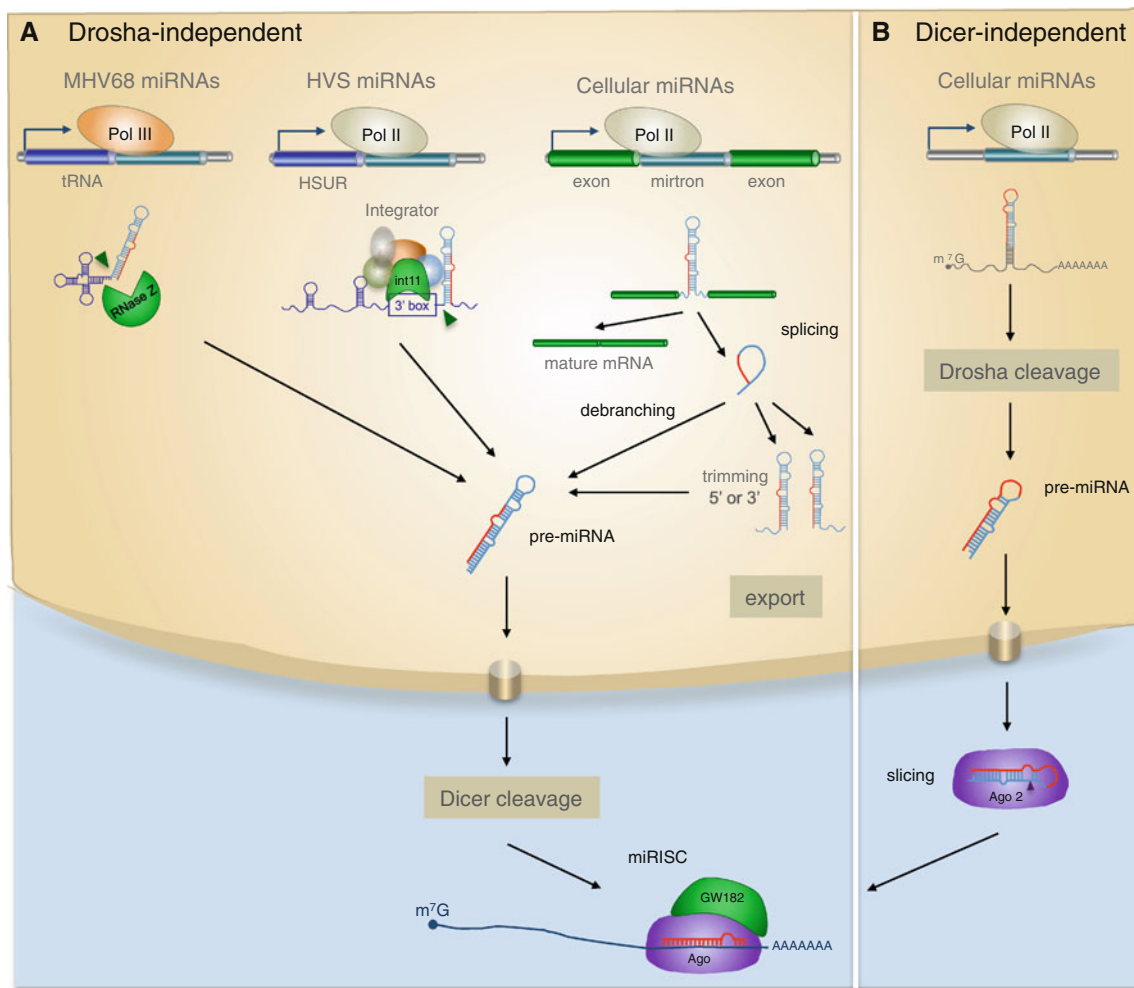 A Drosha-independent
MHV68 miRNAs
HVS miRNAs
Cellular miRNAs
Pol III
Pol II
Pol II
tRNA
HSUR
exon
mirtron
exon
RNase Z
Integrator
int11
3' box
splicing
mature mRNA
debranching
trimming
5' or 3'
pre-miRNA
export
Dicer cleavage
miRISC
GW182
m⁷G
Ago
AAAAAAA
B Dicer-independent
Cellular miRNAs
Pol II
m⁷G
AAAAAAA
Drosha cleavage
pre-miRNA
slicing
Ago 2